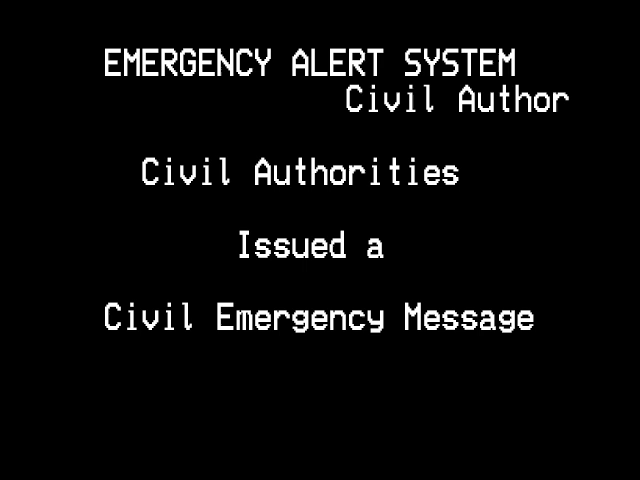 EMERGENCY ALERT SYSTEM
Civil Author
Civil Authorities
Issued a
Civil Emergency Message